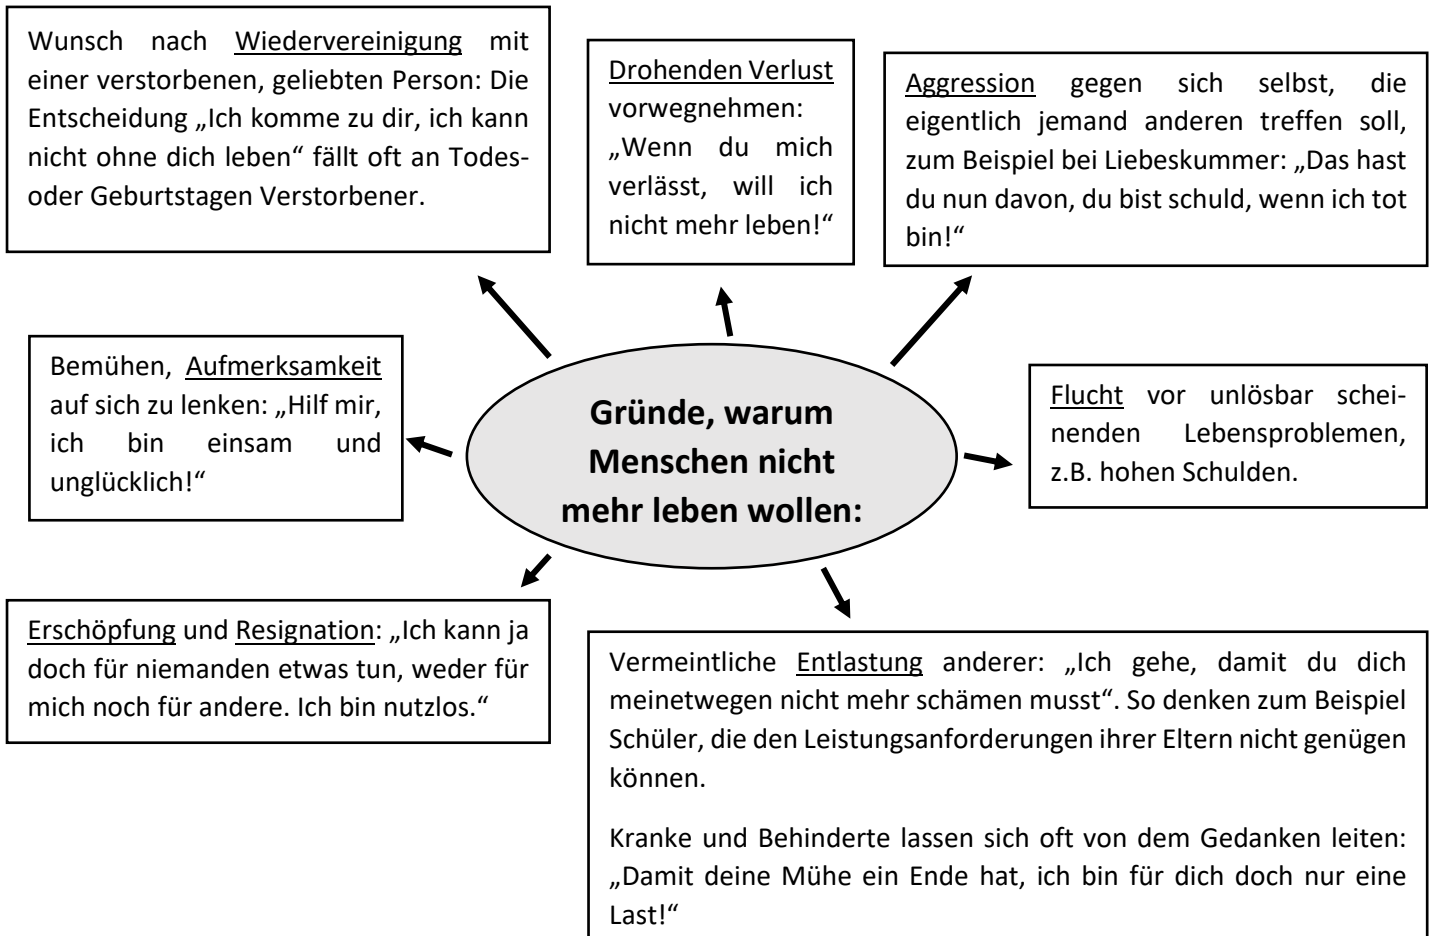 Wunsch nach Wiedervereinigung mit
einer verstorbenen, geliebten Person: Die
Entscheidung „Ich komme zu dir, ich kann
nicht ohne dich leben“ fällt oft an Todes-
oder Geburtstagen Verstorbener.
Drohenden Verlust
vorwegnehmen:
„Wenn du mich
verlässt, will ich
nicht mehr leben!“
Aggression gegen sich selbst, die
eigentlich jemand anderen treffen soll,
zum Beispiel bei Liebeskummer: „Das hast
du nun davon, du bist schuld, wenn ich tot
bin!“
Bemühen, Aufmerksamkeit
auf sich zu lenken: „Hilf mir,
ich bin einsam und
unglücklich!“
Gründe, warum
Menschen nicht
mehr leben wollen:
Flucht vor unlösbar schei-
nenden Lebensproblemen,
z.B. hohen Schulden.
Erschöpfung und Resignation: „Ich kann ja
doch für niemanden etwas tun, weder für
mich noch für andere. Ich bin nutzlos.“
Vermeintliche Entlastung anderer: „Ich gehe, damit du dich
meinetwegen nicht mehr schämen musst“. So denken zum Beispiel
Schüler, die den Leistungsanforderungen ihrer Eltern nicht genügen
können.
Kranke und Behinderte lassen sich oft von dem Gedanken leiten:
„Damit deine Mühe ein Ende hat, ich bin für dich doch nur eine
Last!“